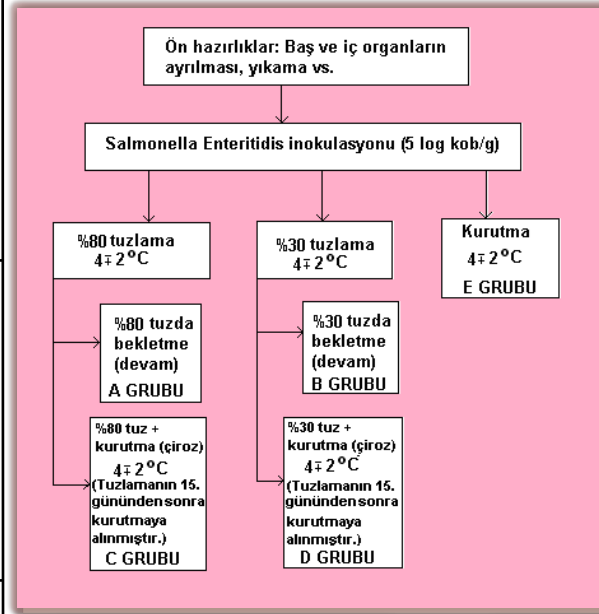 Ön hazırlıklar: Baş ve iç organların
ayrılması, yıkama vs.
Salmonella Enteritidis inokulasyonu (5 log kob/g)
%80 tuzlama
4∓2°C
%30 tuzlama
4∓2°C
Kurutma
4∓2°C
E GRUBU
%80 tuzda
bekletme
(devam)
A GRUBU
%30 tuzda
bekletme
(devam)
B GRUBU
%80 tuz +
kurutma (çiroz)
4∓2°C
(Tuzlamanın 15.
gününden sonra
kurutmaya
alınmıştır.)
C GRUBU
%30 tuz +
kurutma (çiroz)
4∓2°C
(Tuzlamanın 15.
gününden sonra
kurutmaya
alınmıştır.)
D GRUBU